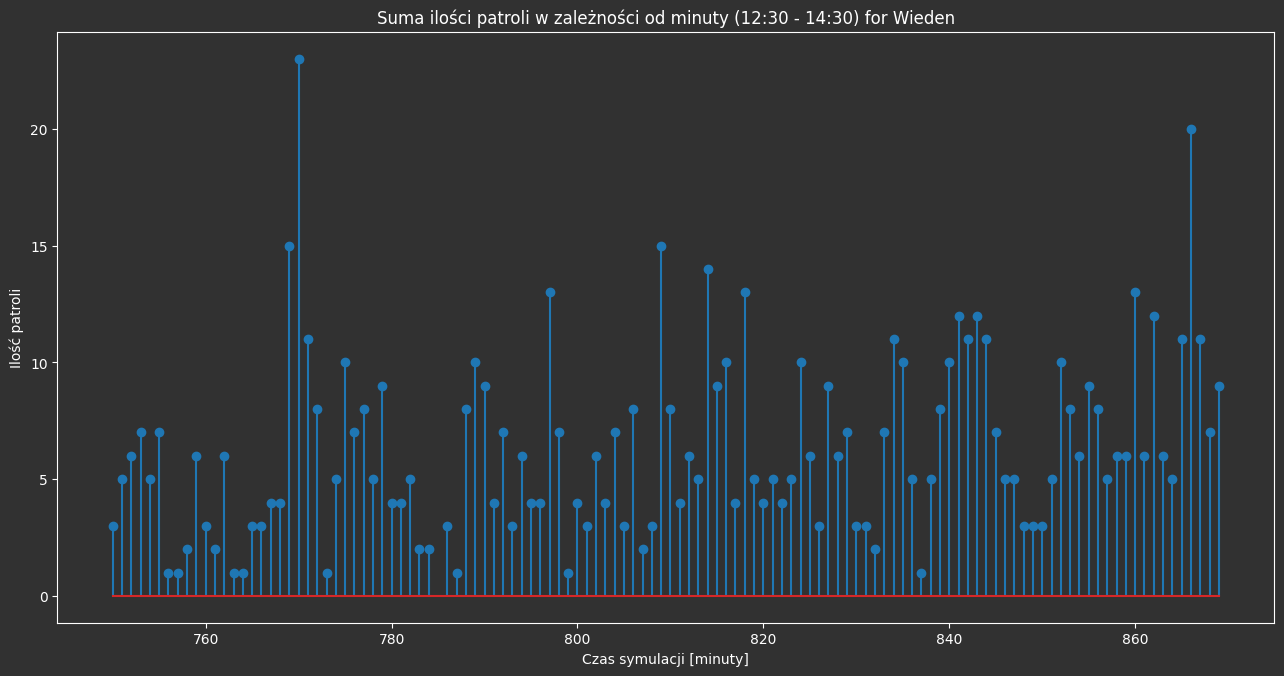 Suma ilości patroli w zależności od minuty (12:30 - 14:30) for Wieden
Ilość patroli
20
15
10
5
0
760 780 800 820 840 860
Czas symulacji [minuty]